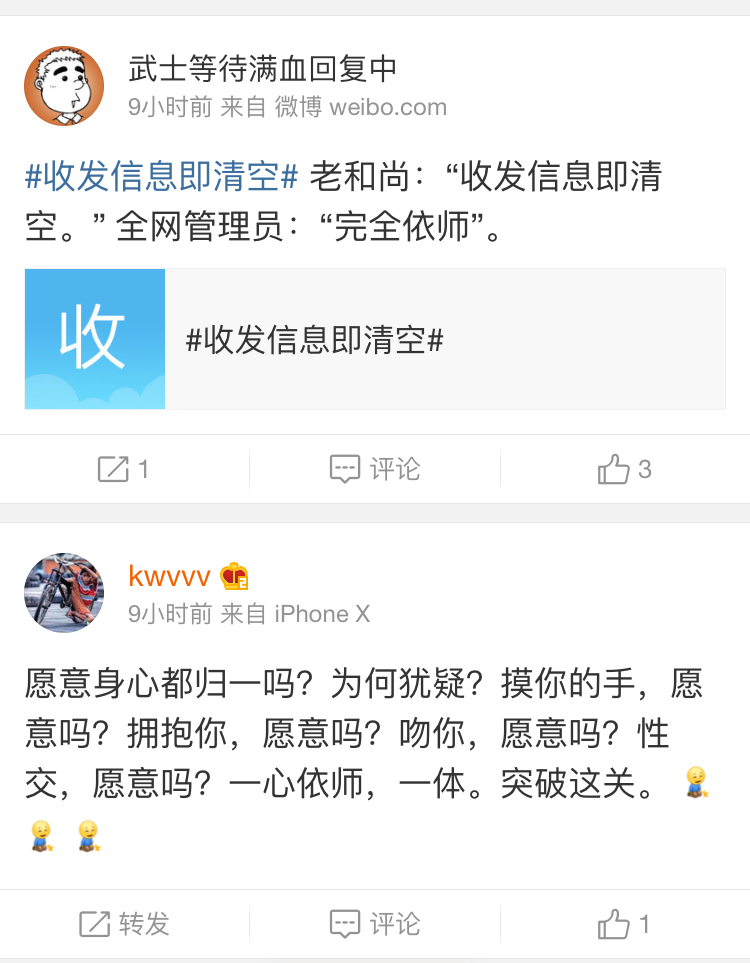 武士等待满血回复中
9小时前 来自 微博 weibo.com
#收发信息即清空# 老和尚：“收发信息即清
空。” 全网管理员：“完全依师”。
收
#收发信息即清空#
1
评论
3
kwvvv 2
9小时前 来自 iPhone X
愿意身心都归一吗？为何犹疑？摸你的手，愿
意吗？拥抱你，愿意吗？吻你，愿意吗？性
交，愿意吗？一心依师，一体。突破这关。
转发
评论
1